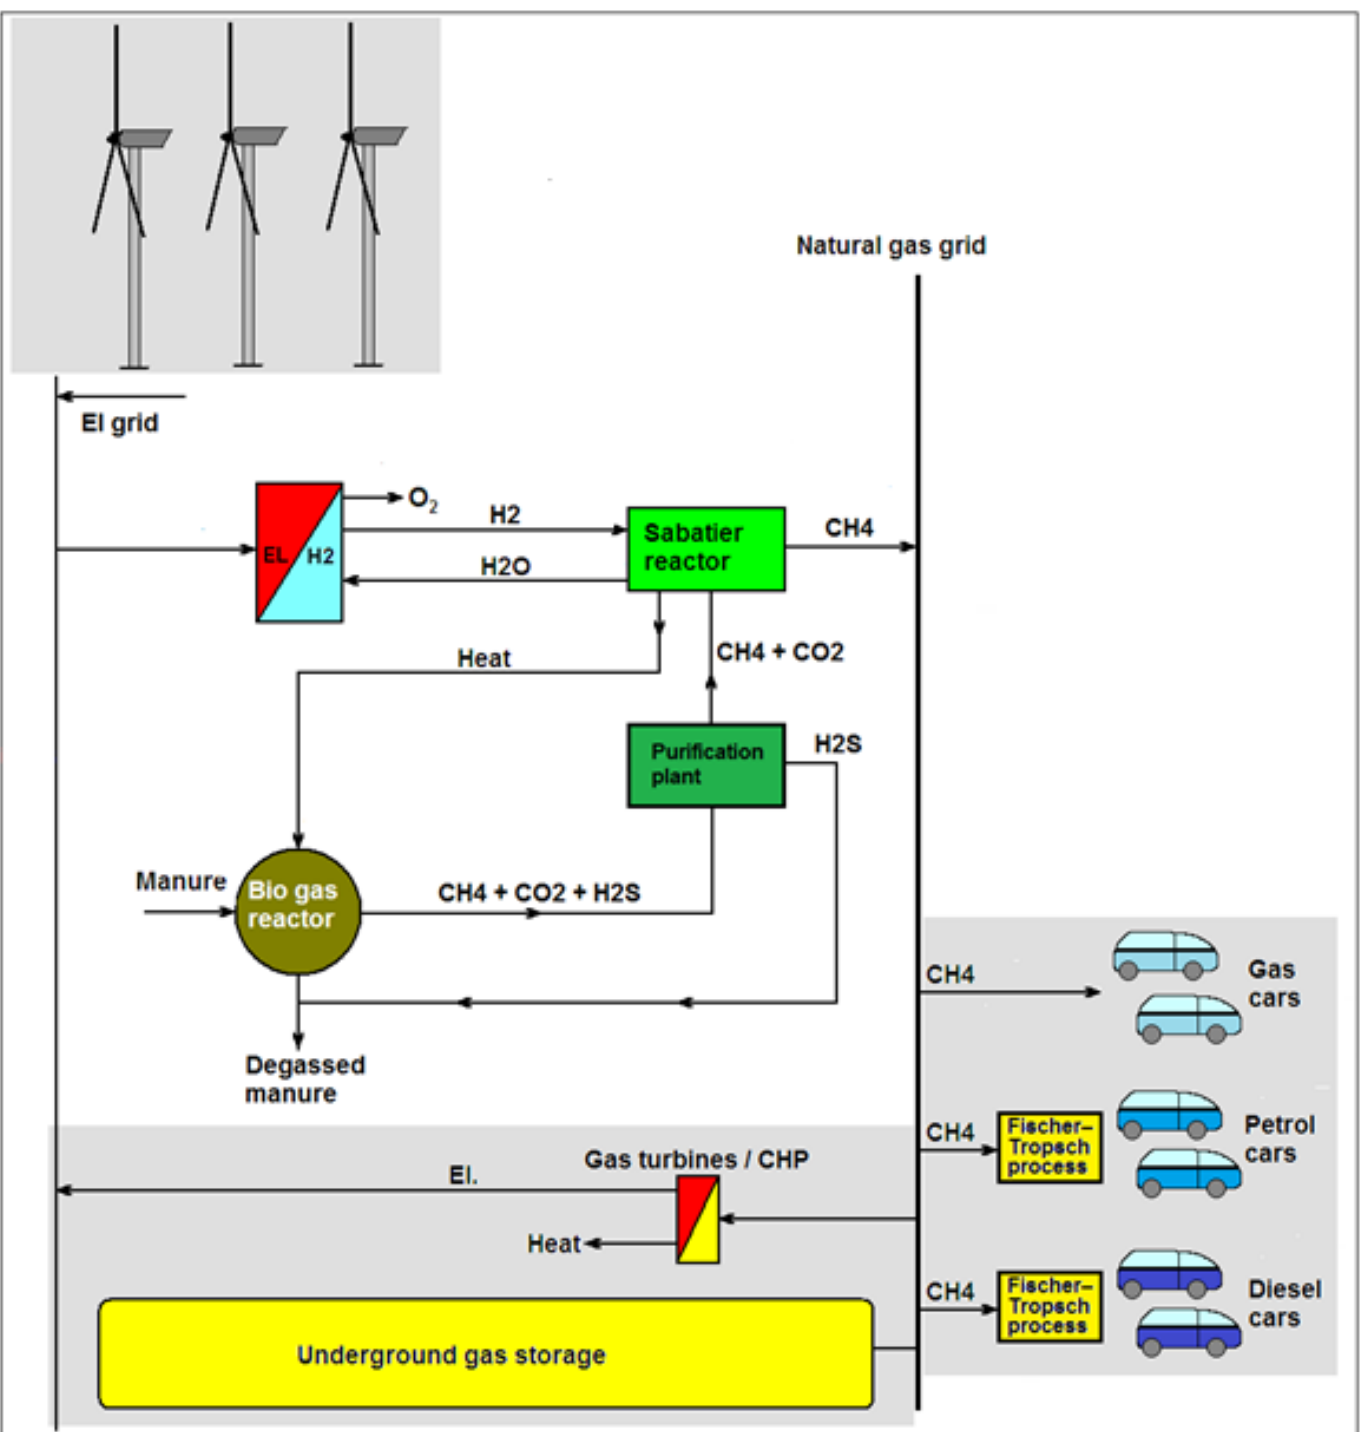 Natural gas grid
El grid
O2
H2
Sabatier
reactor
CH4
EL
H2
H2O
Heat
CH4 + CO2
Purification
plant
H2S
Manure
Bio gas
reactor
CH4 + CO2 + H2S
Degassed
manure
CH4
Gas
cars
CH4
Fischer–
Tropsch
process
Petrol
cars
Gas turbines / CHP
El.
Heat
CH4
Fischer–
Tropsch
process
Diesel
cars
Underground gas storage